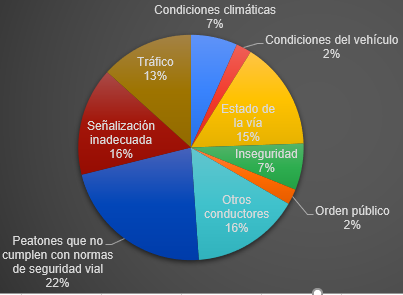 Condiciones climáticas
7%
Condiciones del vehículo
2%
Tráfico
13%
Estado de
la vía
15%
Señalización
inadecuada
16%
Inseguridad
7%
Otros
conductores
16%
Orden público
2%
Peatones que no
cumplen con normas
de seguridad vial
22%